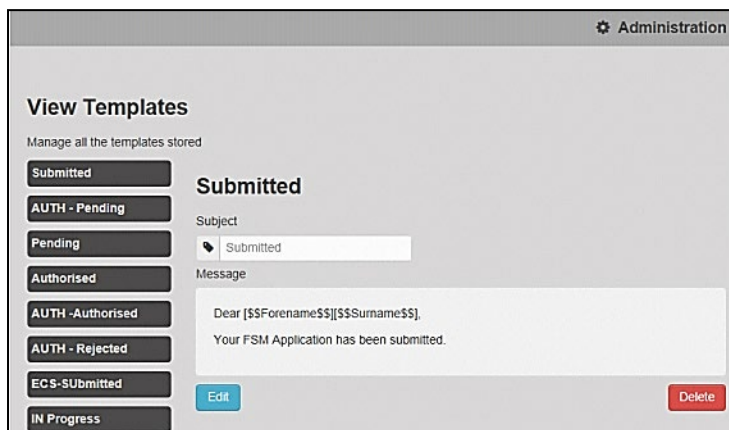 Administration
View Templates
Manage all the templates stored
Submitted
AUTH - Pending
Pending
Authorised
AUTH -Authorised
AUTH - Rejected
ECS-SUbmitted
IN Progress
Submitted
Subject
Submitted
Message
Dear [$$Forename$$][$$Surname$$],
Your FSM Application has been submitted.
Edit
Delete